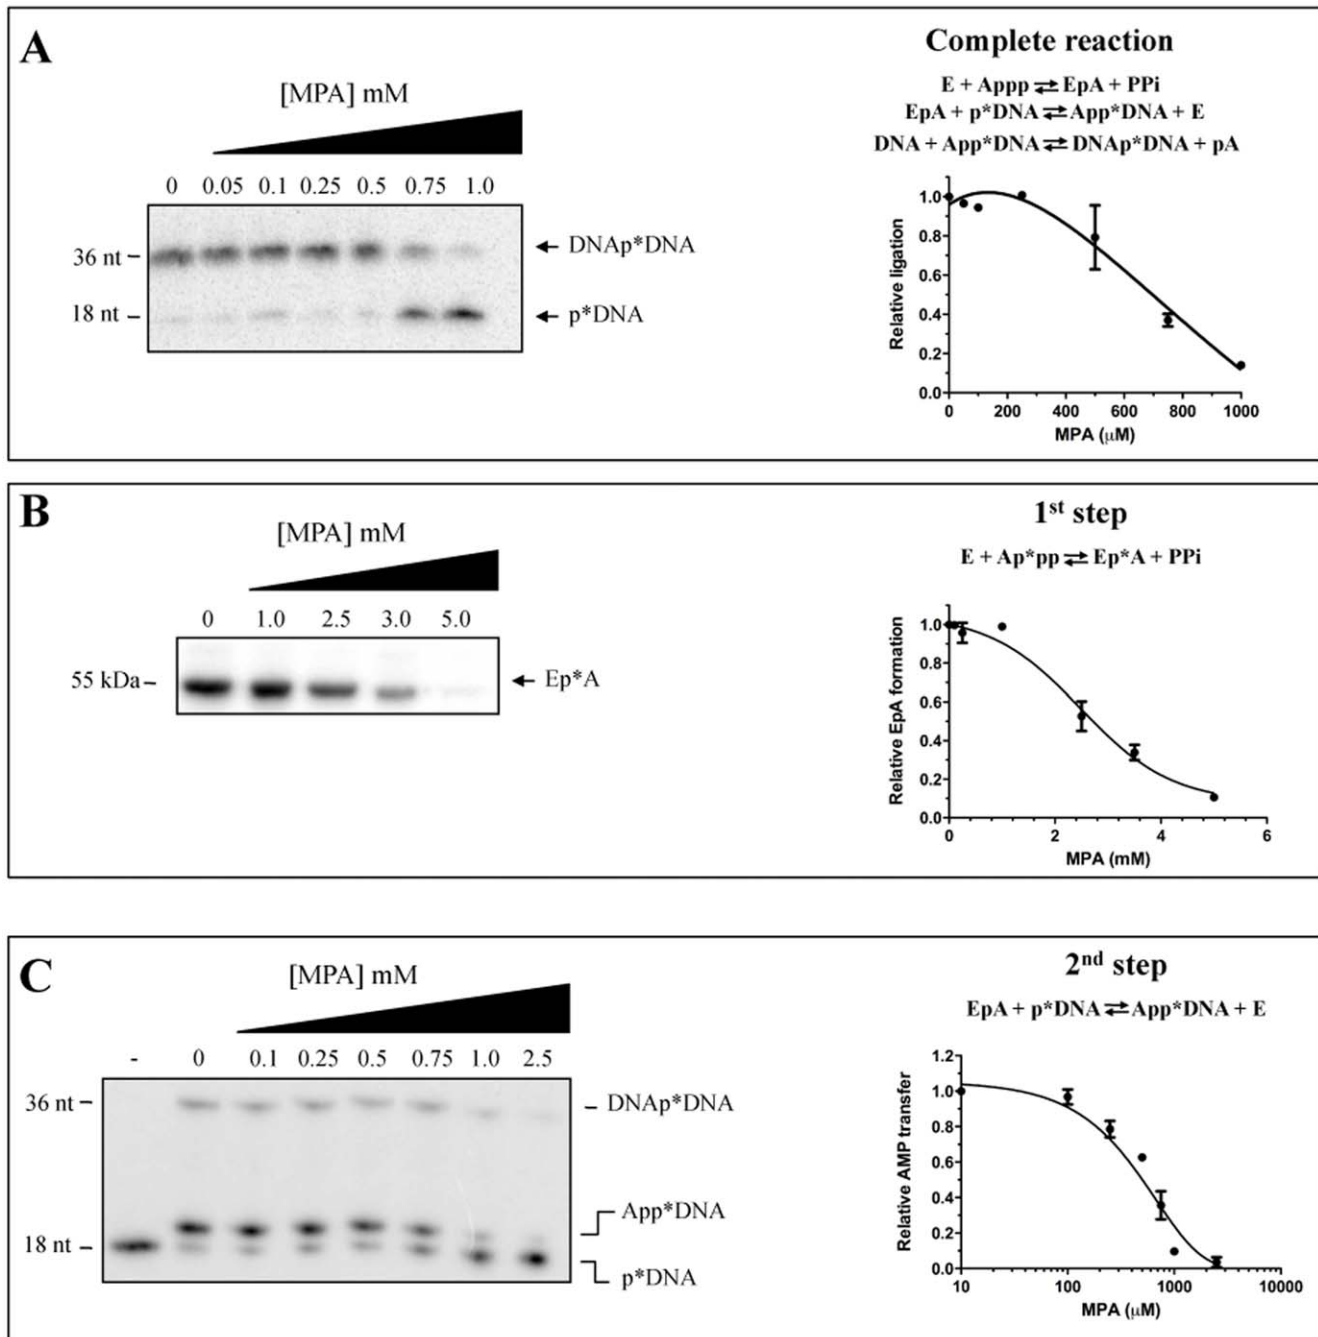 A
[MPA] mM
0 0.05 0.1 0.25 0.5 0.75 1.0
36 nt
18 nt
DNAp*DNA
p*DNA
Complete reaction
E + Appp ⇌ EpA + PPi
EpA + p*DNA ⇌ App*DNA + E
DNA + App*DNA ⇌ DNAp*DNA + pA
Relative ligation
1.0
0.8
0.6
0.4
0.2
0.0
0 200 400 600 800 1000
MPA (μM)
B
[MPA] mM
0 1.0 2.5 3.0 5.0
55 kDa
Ep*A
1st step
E + Ap*pp ⇌ Ep*A + PPi
Relative EpA formation
1.0
0.8
0.6
0.4
0.2
0.0
0 2 4 6
MPA (mM)
C
[MPA] mM
- 0 0.1 0.25 0.5 0.75 1.0 2.5
36 nt
18 nt
DNAp*DNA
App*DNA
p*DNA
2nd step
EpA + p*DNA ⇌ App*DNA + E
Relative AMP transfer
1.2
1.0
0.8
0.6
0.4
0.2
0.0
10 100 1000 10000
MPA (μM)